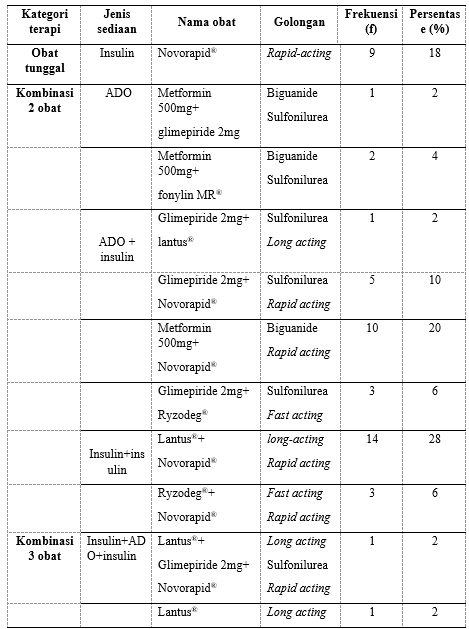 Kategori terapi Jenis sediaan Nama obat Golongan Frekuensi (f) Persentas e (%)
Obat tunggal Insulin Novorapid® Rapid-acting 9 18
Kombinasi 2 obat ADO Metformin 500mg+ glimepiride 2mg Biguanide Sulfonilurea 1 2
Metformin 500mg+ fonylin MR® Biguanide Sulfonilurea 2 4
ADO + insulin Glimepiride 2mg+ lantus® Sulfonilurea Long acting 1 2
Glimepiride 2mg+ Novorapid® Sulfonilurea Rapid acting 5 10
Metformin 500mg+ Novorapid® Biguanide Rapid acting 10 20
Glimepiride 2mg+ Ryzodeg® Sulfonilurea Fast acting 3 6
Insulin+ins ulin Lantus®+ Novorapid® long-acting Rapid acting 14 28
Ryzodeg®+ Novorapid® Fast acting Rapid acting 3 6
Kombinasi 3 obat Insulin+AD O+insulin Lantus®+ Glimepiride 2mg+ Novorapid® Long acting Sulfonilurea Rapid acting 1 2
Lantus® Long acting 1 2